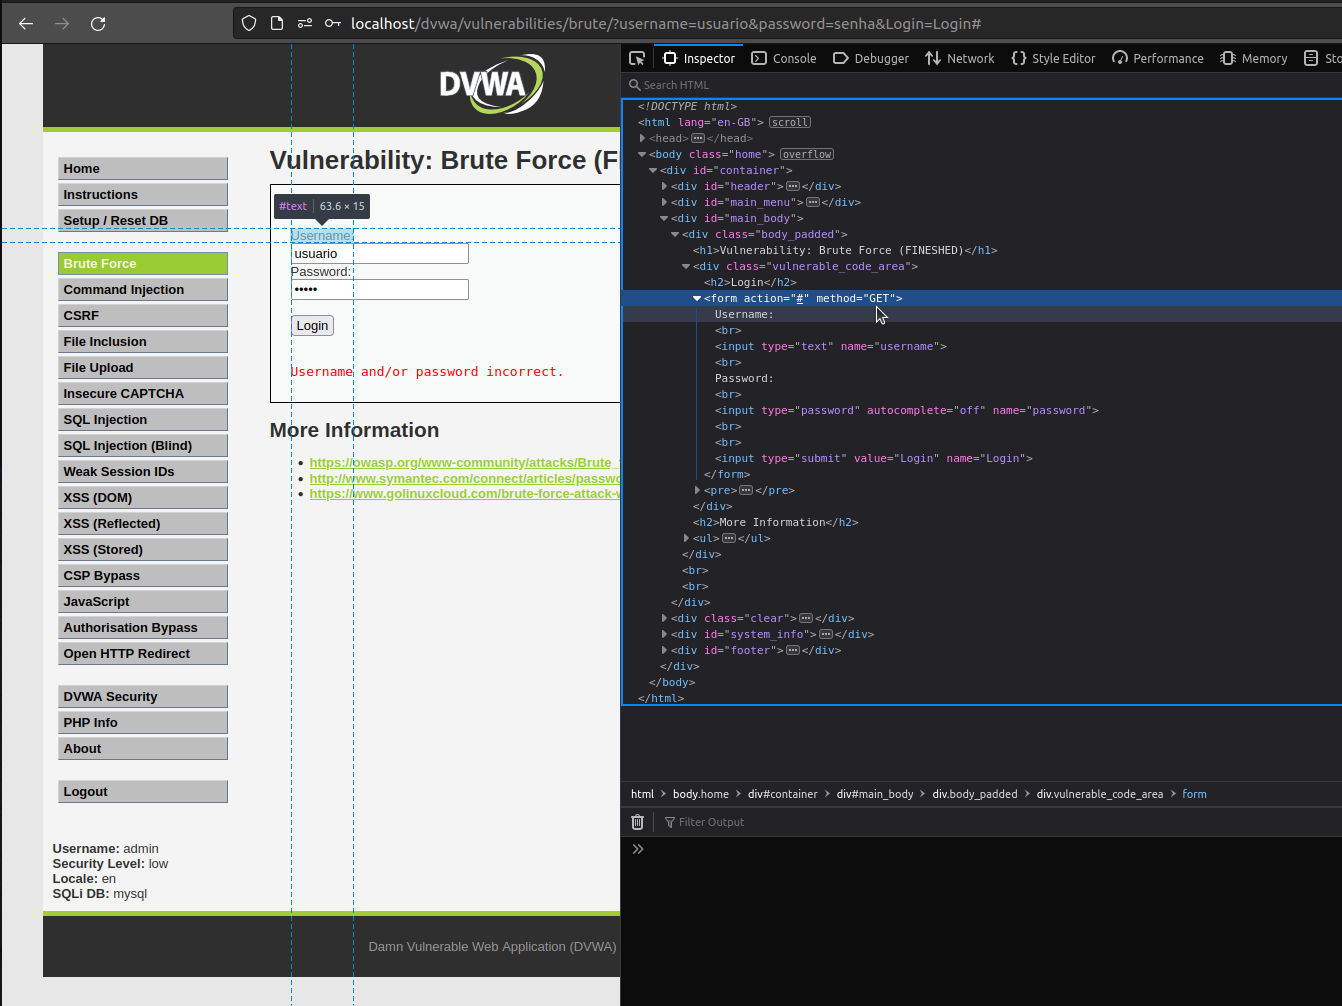 localhost/dvwa/vulnerabilities/brute/?username=usuario&password=senha&Login=Login#
DVWA
Home
Instructions
Setup / Reset DB
Brute Force
Command Injection
CSRF
File Inclusion
File Upload
Insecure CAPTCHA
SQL Injection
SQL Injection (Blind)
Weak Session IDs
XSS (DOM)
XSS (Reflected)
XSS (Stored)
CSP Bypass
JavaScript
Authorisation Bypass
Open HTTP Redirect
DVWA Security
PHP Info
About
Logout
Username: admin
Security Level: low
Locale: en
SQLi DB: mysql
Vulnerability: Brute Force (F
#text 63.6 × 15
Username:
usuario
Password:
•••••
Login
Username and/or password incorrect.
More Information
https://owasp.org/www-community/attacks/Brute_
http://www.symantec.com/connect/articles/passwo
https://www.golinuxcloud.com/brute-force-attack-w
Damn Vulnerable Web Application (DVWA)
Inspector Console Debugger Network Style Editor Performance Memory Sto
Search HTML
<!DOCTYPE html>
<html lang="en-GB"> scroll
<head>•••</head>
<body class="home"> overflow
<div id="container">
<div id="header">•••</div>
<div id="main_menu">•••</div>
<div id="main_body">
<div class="body_padded">
<h1>Vulnerability: Brute Force (FINESHED)</h1>
<div class="vulnerable_code_area">
<h2>Login</h2>
<form action="#" method="GET">
Username:
<br>
<input type="text" name="username">
<br>
Password:
<br>
<input type="password" autocomplete="off" name="password">
<br>
<br>
<input type="submit" value="Login" name="Login">
</form>
<pre>•••</pre>
</div>
<h2>More Information</h2>
<ul>•••</ul>
</div>
<br>
<br>
</div>
<div class="clear">•••</div>
<div id="system_info">•••</div>
<div id="footer">•••</div>
</div>
</body>
</html>
html > body.home > div#container > div#main_body > div.body_padded > div.vulnerable_code_area > form
Filter Output